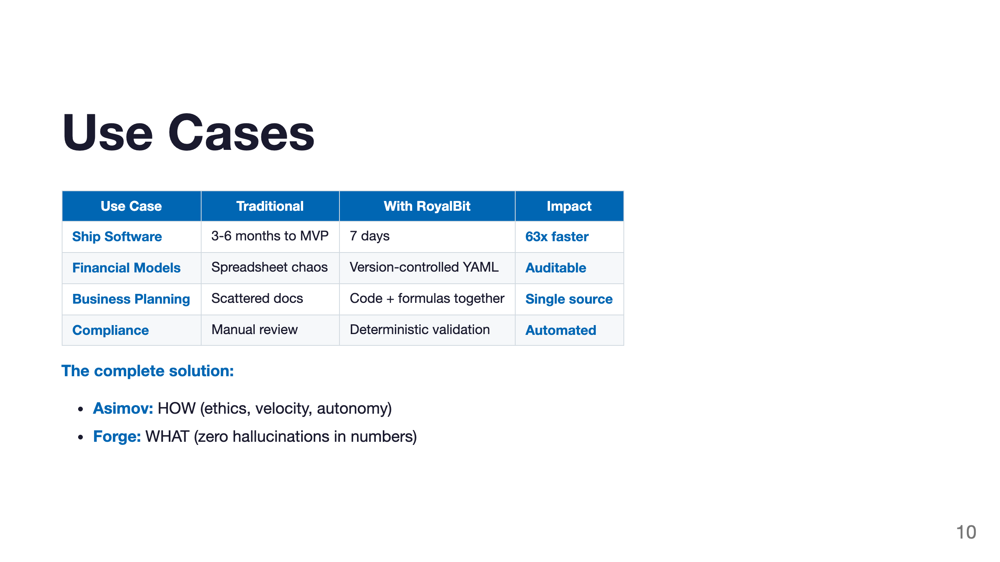 Use Cases
Use Case Traditional With RoyalBit Impact
Ship Software 3-6 months to MVP 7 days 63x faster
Financial Models Spreadsheet chaos Version-controlled YAML Auditable
Business Planning Scattered docs Code + formulas together Single source
Compliance Manual review Deterministic validation Automated
The complete solution:
• Asimov: HOW (ethics, velocity, autonomy)
• Forge: WHAT (zero hallucinations in numbers)
10